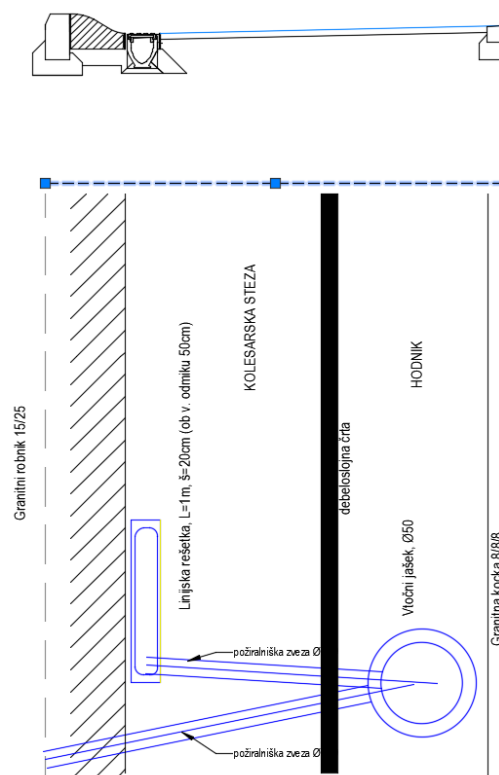 Granitni robnik 15/25
Linijska rešetka, L=1m, š=20cm (ob v. odmiku 50cm)
KOLESARSKA STEZA
debeloslojna črta
HODNIK
Vtočni jašek, Ø50
Granitna kocka 8/8/8
požiralniška zveza Ø
požiralniška zveza Ø